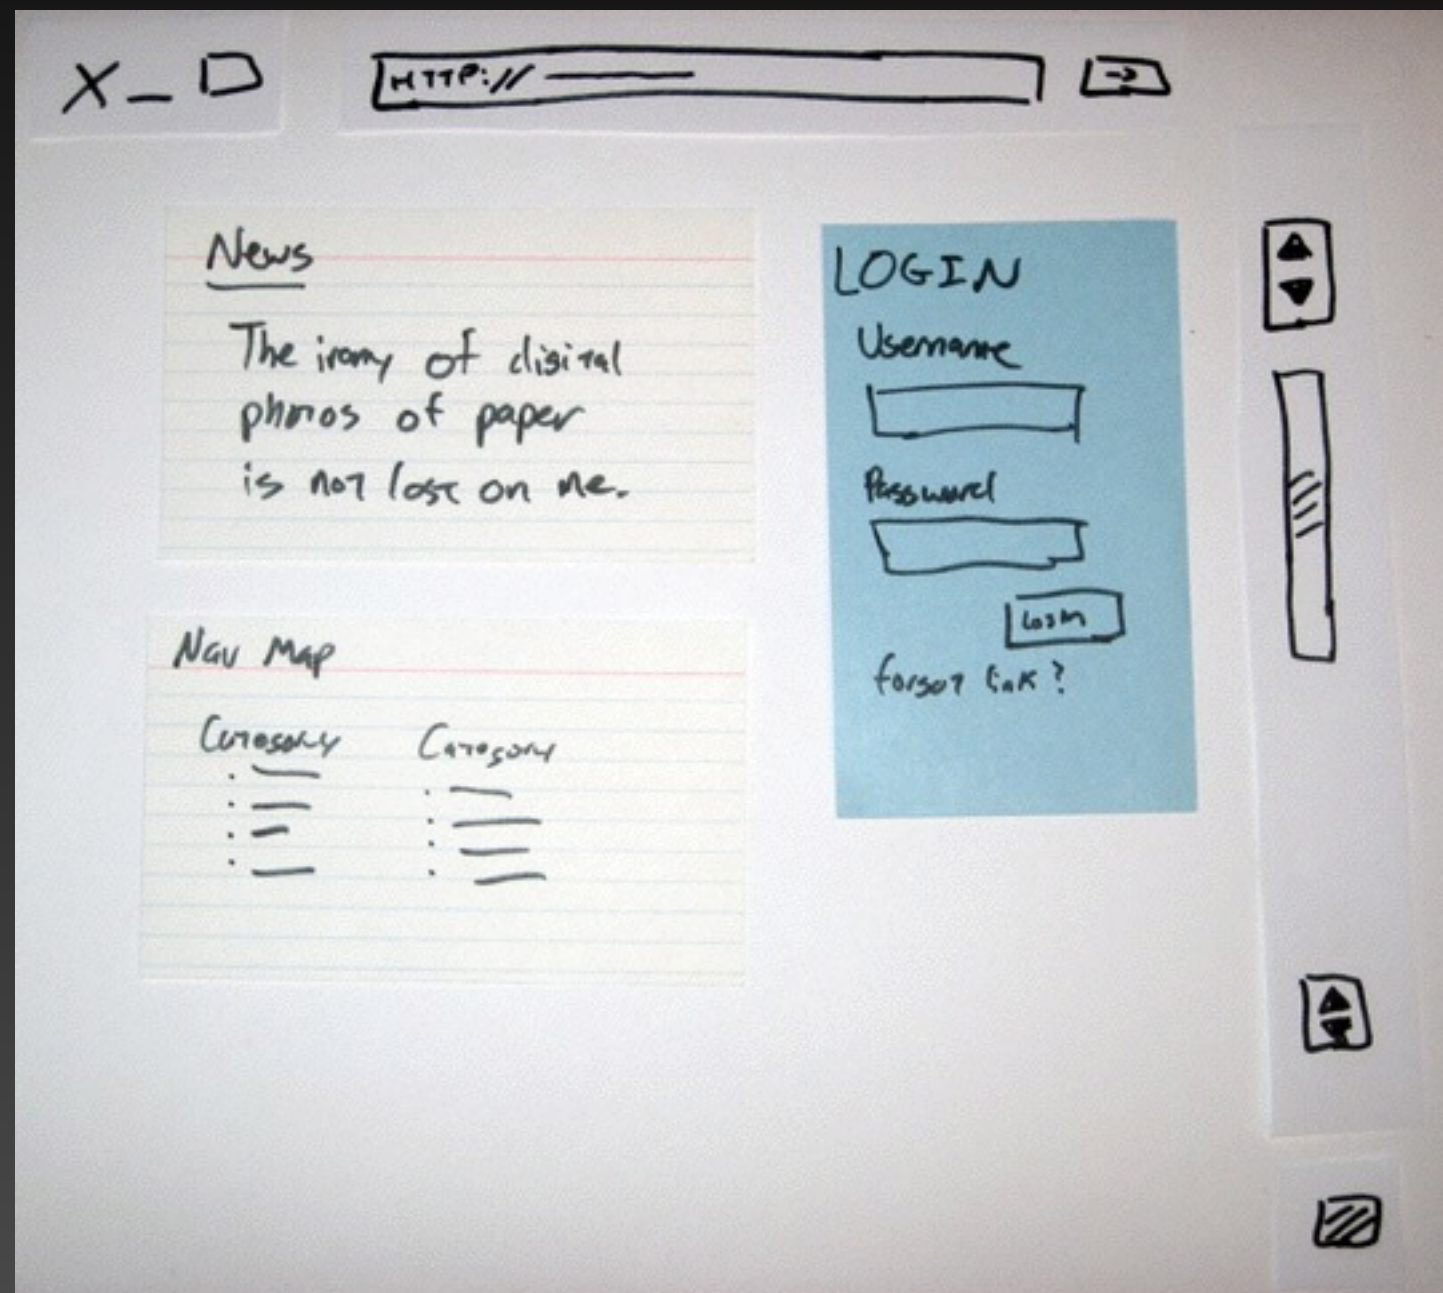 X _
HTTP://
News
The irony of digital
photos of paper
is not lost on me.
Nav Map
Category
Category
LOGIN
Username
Password
Login
forgot link?